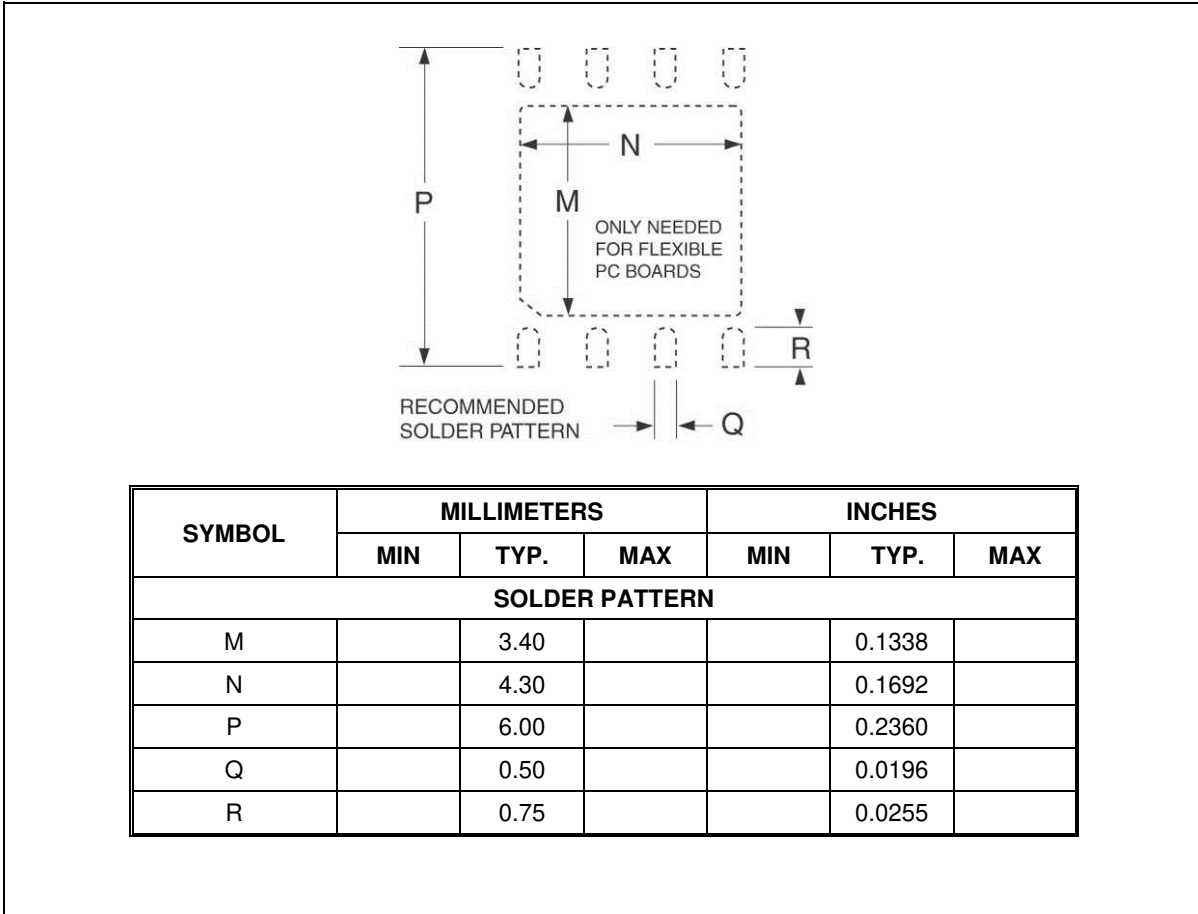 N
P
M
ONLY NEEDED
FOR FLEXIBLE
PC BOARDS
R
RECOMMENDED
SOLDER PATTERN
Q
SYMBOL MILLIMETERS INCHES
MIN TYP. MAX MIN TYP. MAX
SOLDER PATTERN
M 3.40 0.1338
N 4.30 0.1692
P 6.00 0.2360
Q 0.50 0.0196
R 0.75 0.0255